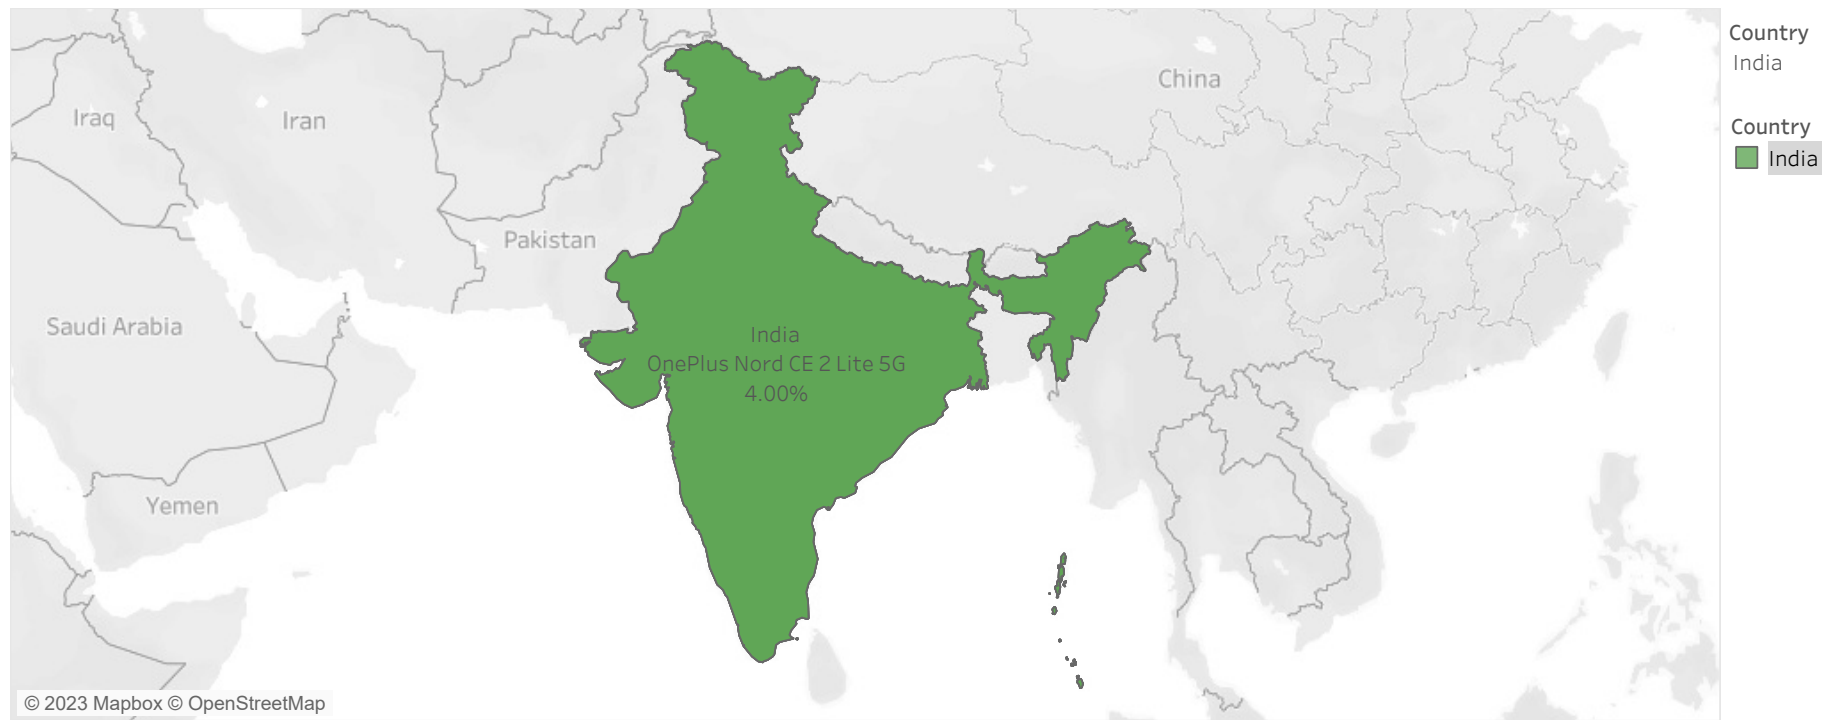 Iraq
Iran
China
Pakistan
Saudi Arabia
Yemen
India
OnePlus Nord CE 2 Lite 5G
4.00%
© 2023 Mapbox © OpenStreetMap
Country
India
Country
India